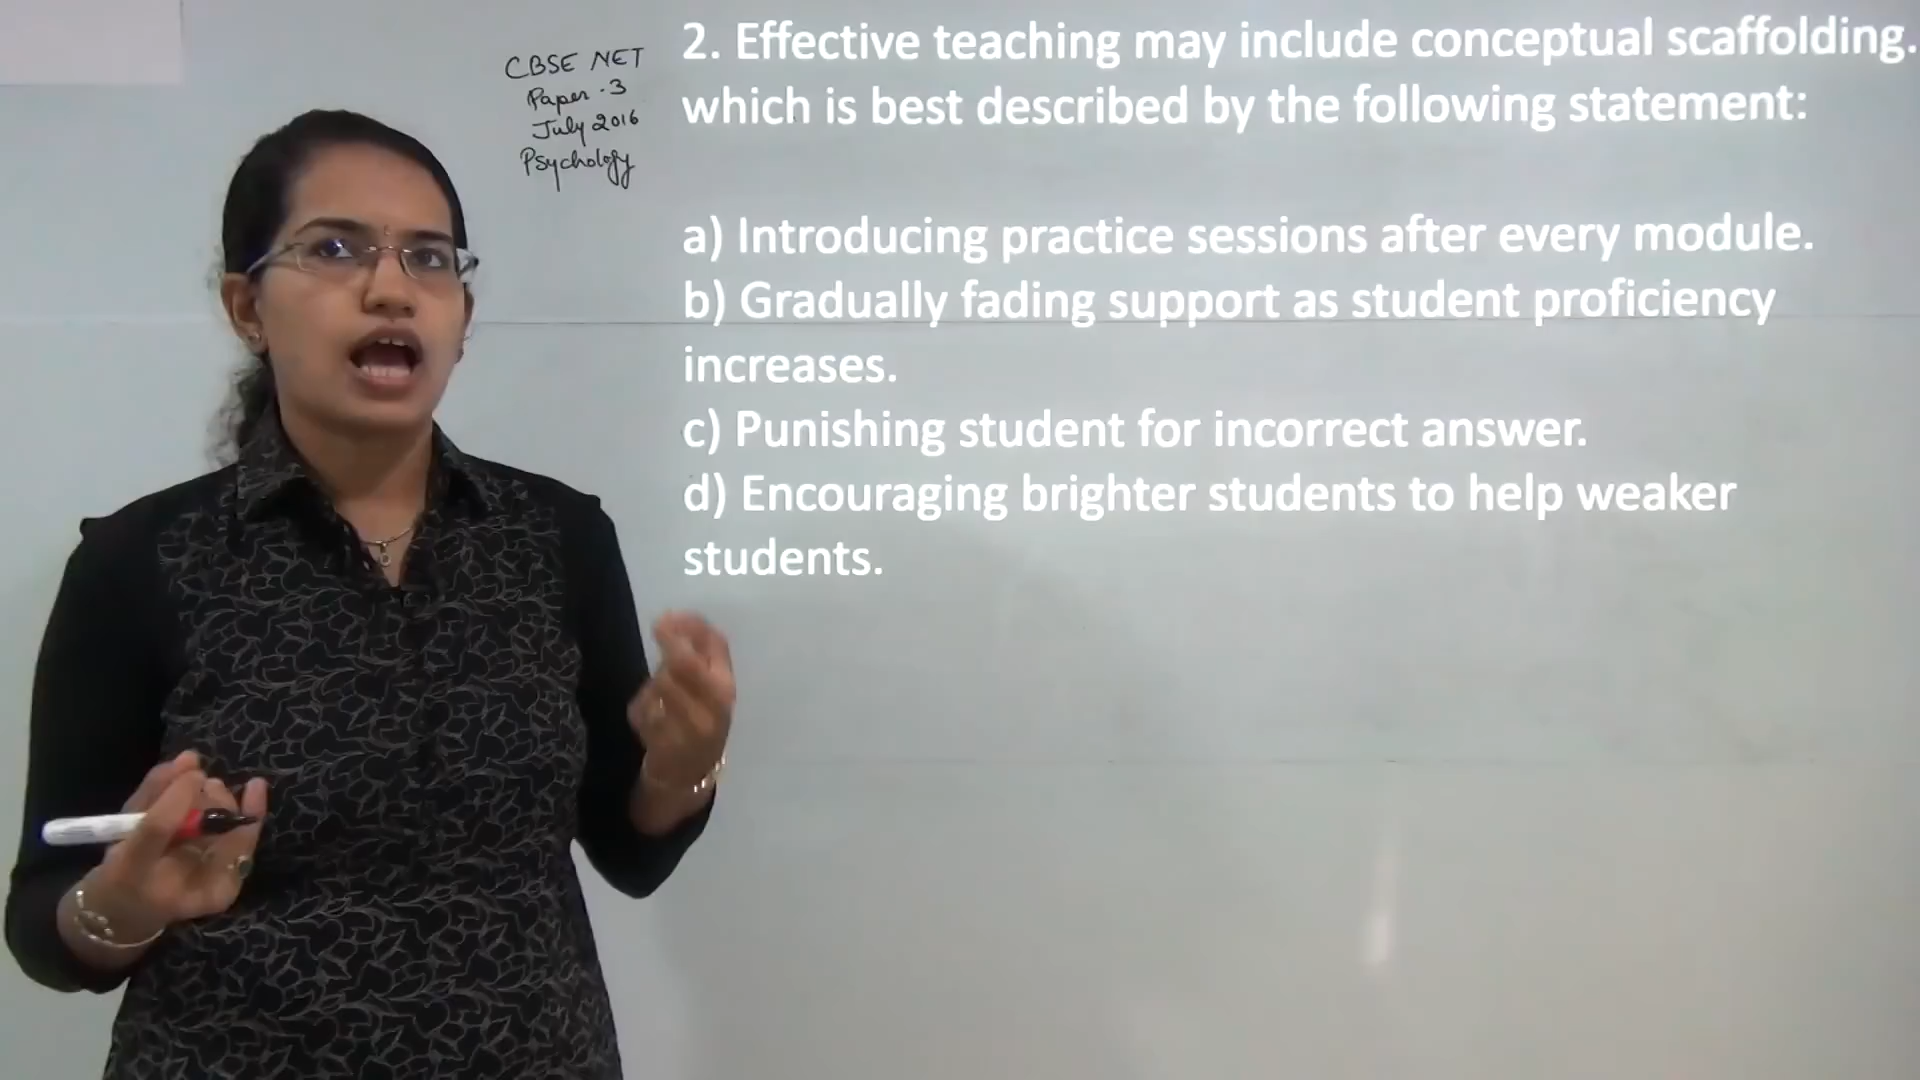 CBSE NET
Paper-3
July 2016
Psychology
2. Effective teaching may include conceptual scaffolding.
which is best described by the following statement:
a) Introducing practice sessions after every module.
b) Gradually fading support as student proficiency
increases.
c) Punishing student for incorrect answer.
d) Encouraging brighter students to help weaker
students.